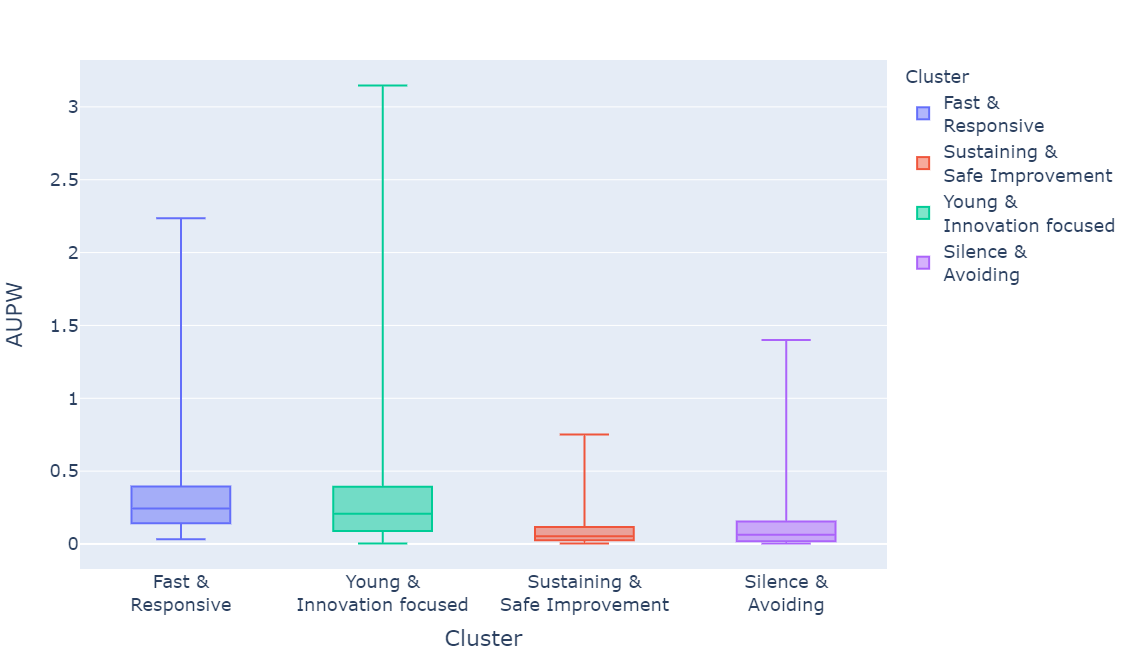 3
2.5
2
1.5
1
0.5
0
AUPW
Fast &
Responsive
Young &
Innovation focused
Sustaining &
Safe Improvement
Silence &
Avoiding
Cluster
Cluster
Fast &
Responsive
Sustaining &
Safe Improvement
Young &
Innovation focused
Silence &
Avoiding